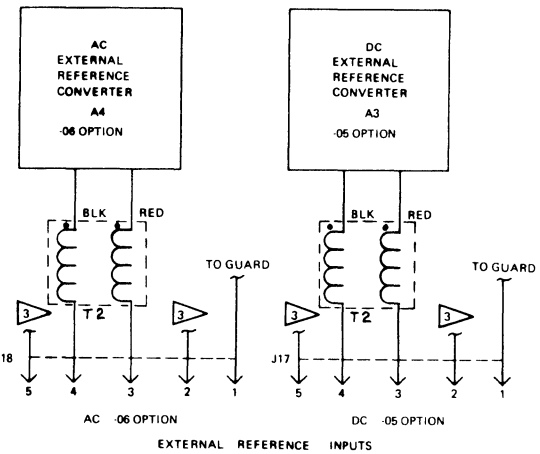 AC
EXTERNAL
REFERENCE
CONVERTER
A4
-06 OPTION
DC
EXTERNAL
REFERENCE
CONVERTER
A3
-05 OPTION
BLK RED
BLK RED
TO GUARD
TO GUARD
3
T2
3
3
T2
3
18
J17
5 4 3 2 1
5 4 3 2 1
AC -06 OPTION
DC -05 OPTION
EXTERNAL REFERENCE INPUTS